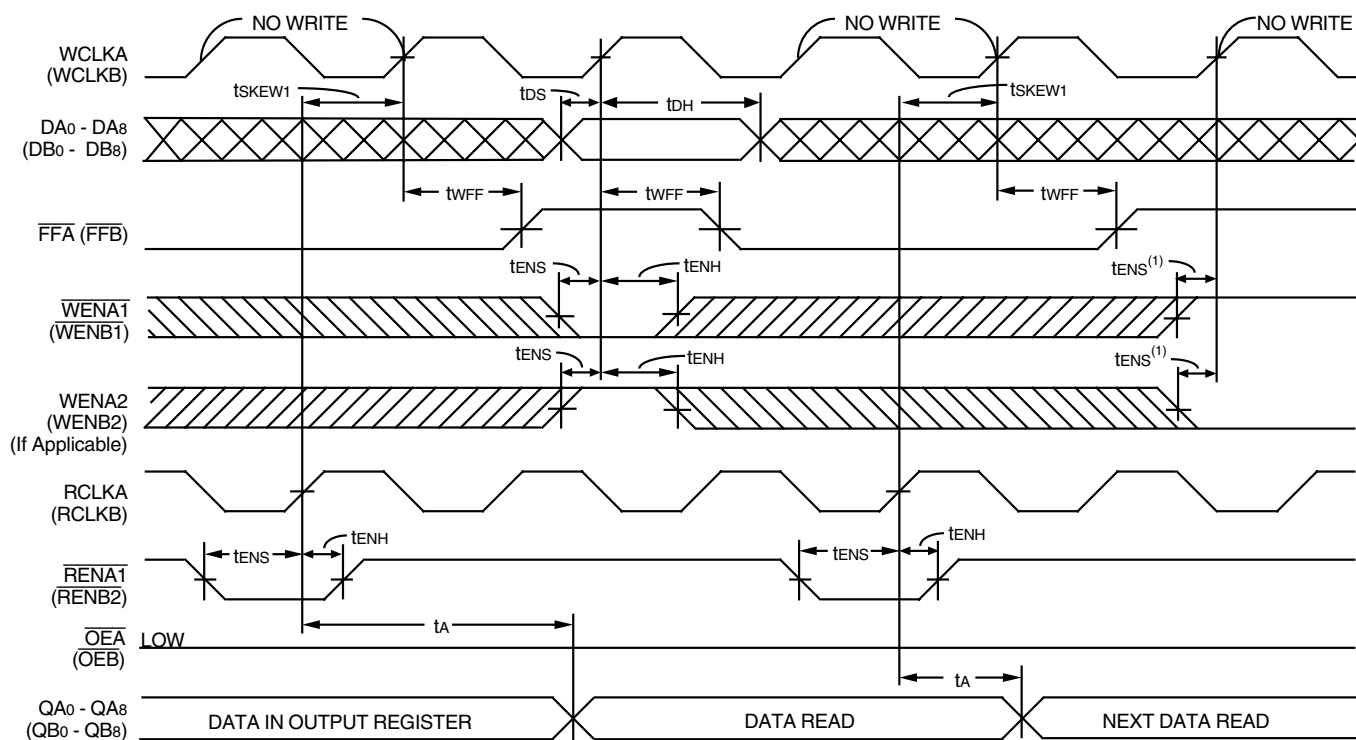 NO WRITE NO WRITE NO WRITE
WCLKA
(WCLKB)
tSKEW1 tDS tDH tSKEW1
DA0 - DA8
(DB0 - DB8)
tWFF tWFF tWFF
FFA (FFB)
tENS tENH tENS(1)
WENA1
(WENB1)
tENS tENH tENS(1)
WENA2
(WENB2)
(If Applicable)
RCLKA
(RCLKB)
tENS tENH tENS tENH
RENA1
(RENB2)
tA
OEA LOW
(OEB)
tA
QA0 - QA8
(QB0 - QB8)
DATA IN OUTPUT REGISTER DATA READ NEXT DATA READ